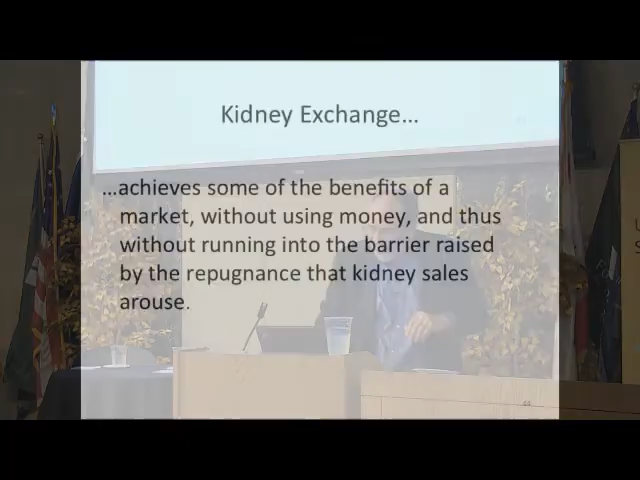 Kidney Exchange...
...achieves some of the benefits of a
market, without using money, and thus
without running into the barrier raised
by the repugnance that kidney sales
arouse.
44